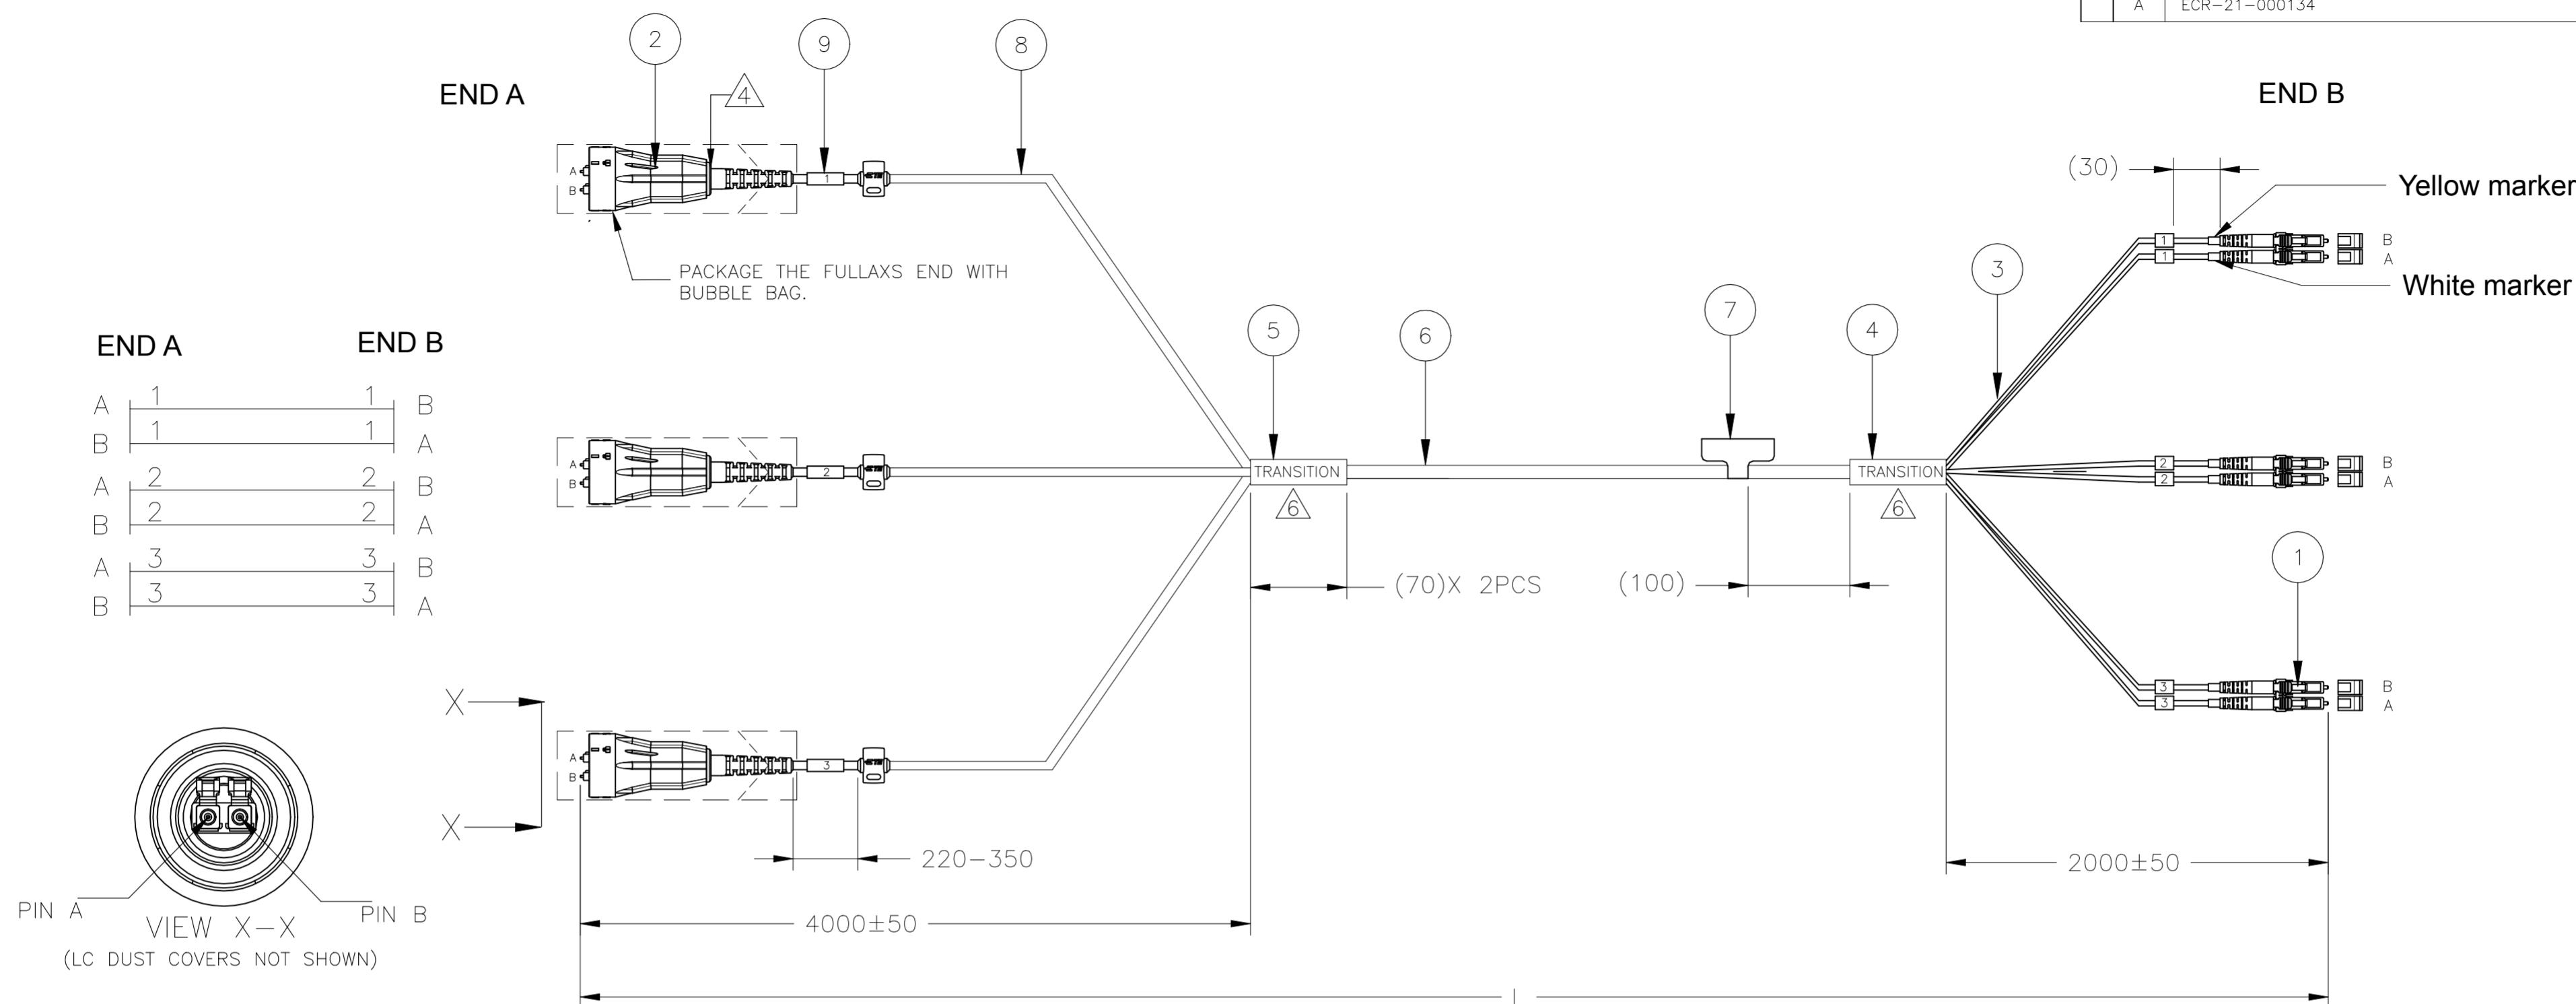 A ECR-21-000134
2 9 8
END A
4
END B
(30)
Yellow marker
A
1
B
1 B
1 A
White marker
PACKAGE THE FULLAXS END WITH
BUBBLE BAG.
3
7
5 6 4
END A END B
A 1 1 B
B 1 1 A
A 2 2 B
B 2 2 A
A 3 3 B
B 3 3 A
A
2
B
TRANSITION
6
TRANSITION
6
2 B
2 A
(70)X 2PCS
(100)
1
X
X
A
3
B
3 B
3 A
220-350
2000±50
4000±50
PIN A
PIN B
VIEW X-X
(LC DUST COVERS NOT SHOWN)